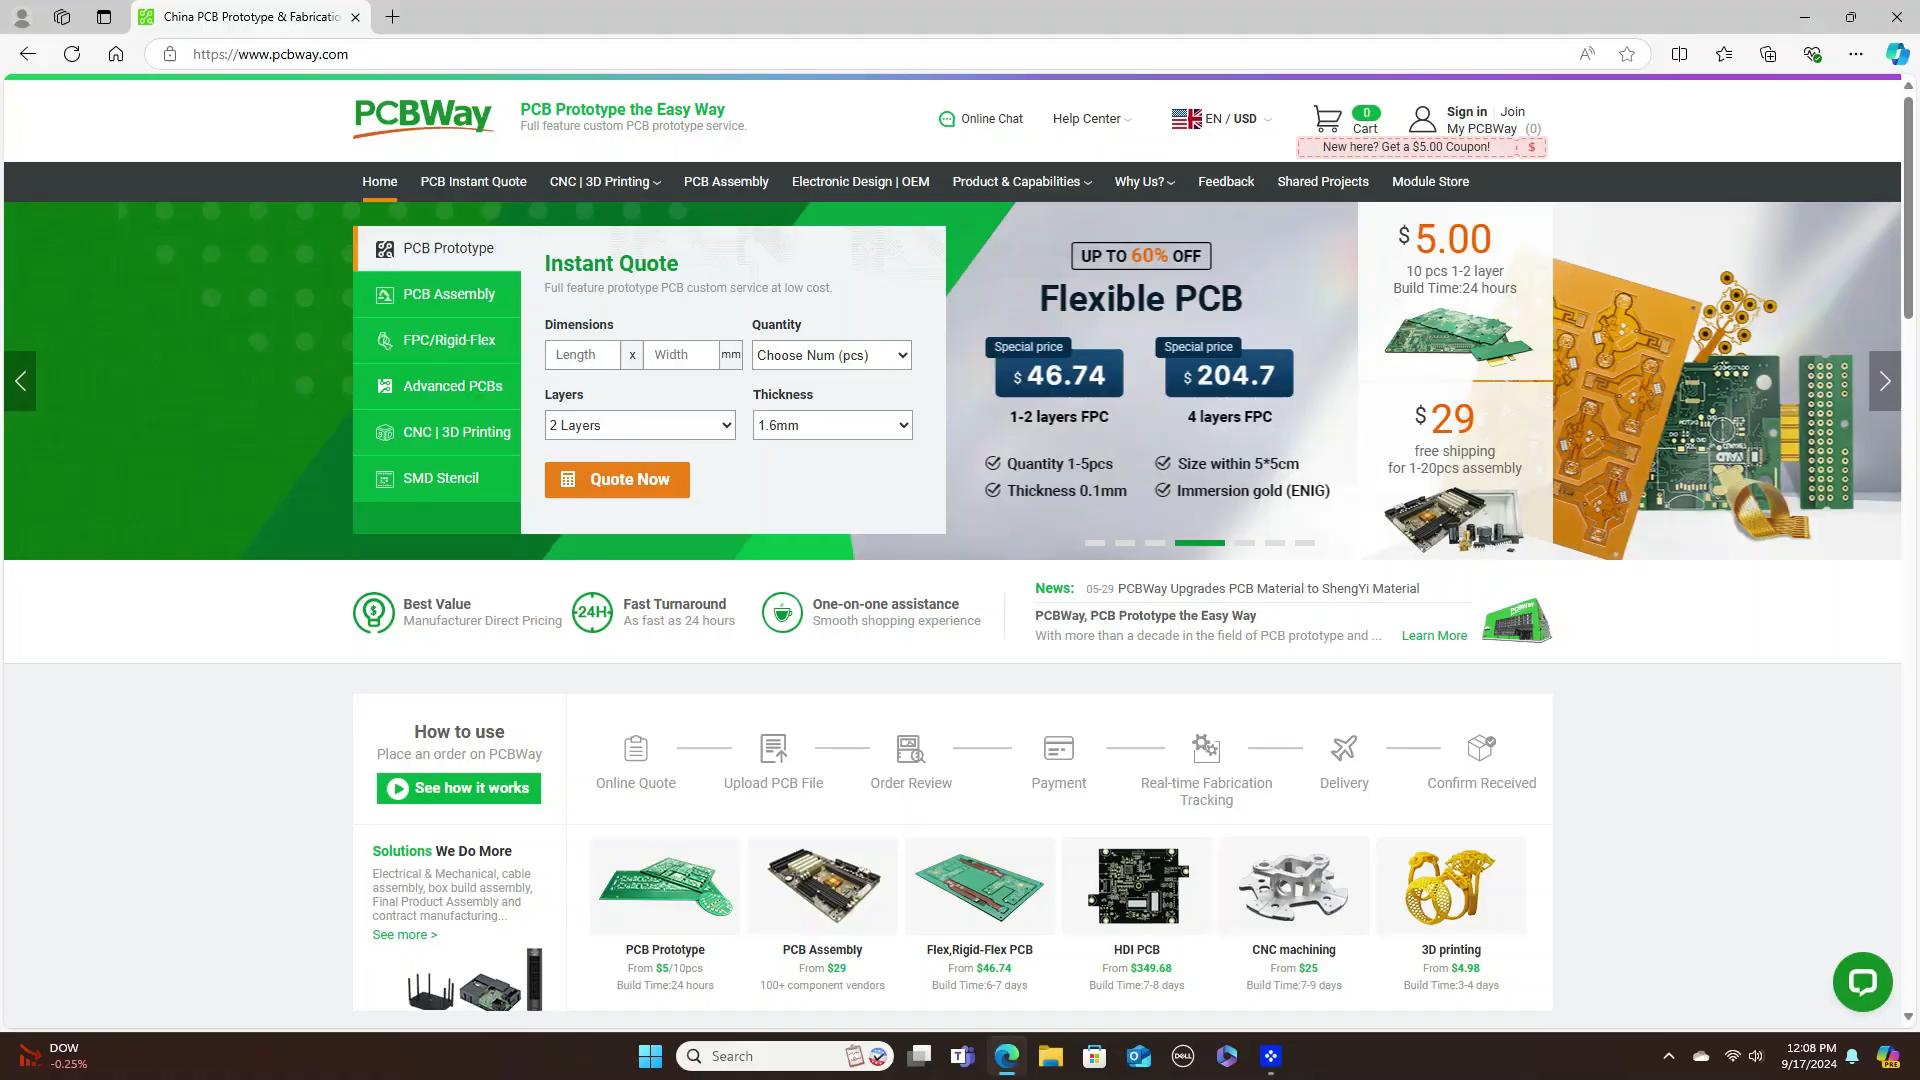 China PCB Prototype & Fabricatio
https://www.pcbway.com
PCBWay
PCB Prototype the Easy Way
Full feature custom PCB prototype service.
Online Chat
Help Center
EN / USD
0
Cart
Sign in
Join
My PCBWay (0)
New here? Get a $5.00 Coupon! $
Home
PCB Instant Quote
CNC | 3D Printing
PCB Assembly
Electronic Design | OEM
Product & Capabilities
Why Us?
Feedback
Shared Projects
Module Store
PCB Prototype
PCB Assembly
FPC/Rigid-Flex
Advanced PCBs
CNC | 3D Printing
SMD Stencil
Instant Quote
Full feature prototype PCB custom service at low cost.
Dimensions
Quantity
Length x Width mm
Choose Num (pcs)
Layers
Thickness
2 Layers
1.6mm
Quote Now
UP TO 60% OFF
Flexible PCB
Special price
$ 46.74
1-2 layers FPC
Special price
$ 204.7
4 layers FPC
Quantity 1-5pcs
Size within 5*5cm
Thickness 0.1mm
Immersion gold (ENIG)
$ 5.00
10 pcs 1-2 layer
Build Time:24 hours
$ 29
free shipping
for 1-20pcs assembly
Best Value
Manufacturer Direct Pricing
24H
Fast Turnaround
As fast as 24 hours
One-on-one assistance
Smooth shopping experience
News: 05-29 PCBWay Upgrades PCB Material to ShengYi Material
PCBWay, PCB Prototype the Easy Way
With more than a decade in the field of PCB prototype and ... Learn More
How to use
Place an order on PCBWay
See how it works
Online Quote
Upload PCB File
Order Review
Payment
Real-time Fabrication
Tracking
Delivery
Confirm Received
Solutions We Do More
Electrical & Mechanical, cable
assembly, box build assembly,
Final Product Assembly and
contract manufacturing...
See more >
PCB Prototype
From $5/10pcs
Build Time:24 hours
PCB Assembly
From $29
100+ component vendors
Flex,Rigid-Flex PCB
From $46.74
Build Time:6-7 days
HDI PCB
From $349.68
Build Time:7-8 days
CNC machining
From $25
Build Time:7-9 days
3D printing
From $4.98
Build Time:3-4 days
DOW
-0.25%
Search
DELL
12:08 PM
9/17/2024
PRE